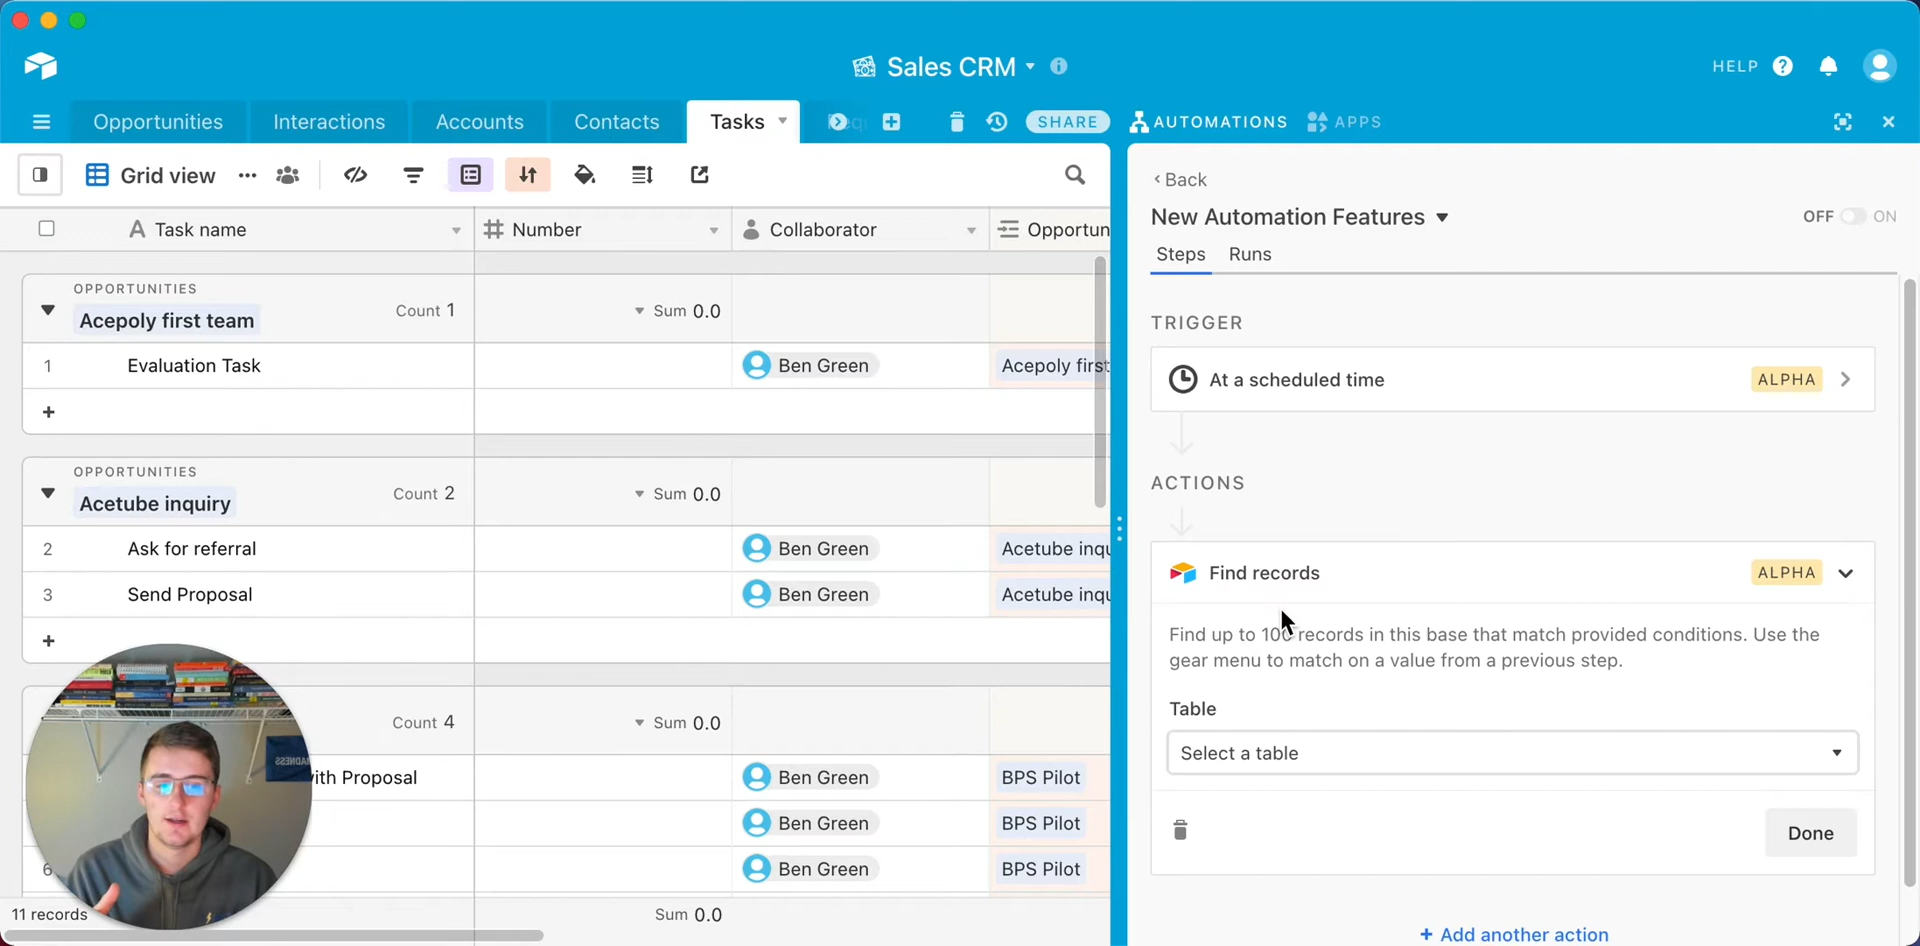 Sales CRM
HELP
Opportunities
Interactions
Accounts
Contacts
Tasks
SHARE
AUTOMATIONS
APPS
Grid view
Task name
Number
Collaborator
Opportun
OPPORTUNITIES
Acepoly first team
Count 1
Sum 0.0
1
Evaluation Task
Ben Green
Acepoly first
+
OPPORTUNITIES
Acetube inquiry
Count 2
Sum 0.0
2
Ask for referral
Ben Green
Acetube inqu
3
Send Proposal
Ben Green
Acetube inqu
+
Count 4
Sum 0.0
with Proposal
Ben Green
BPS Pilot
Ben Green
BPS Pilot
6
Ben Green
BPS Pilot
11 records
Sum 0.0
Back
New Automation Features
OFF
ON
Steps
Runs
TRIGGER
At a scheduled time
ALPHA
ACTIONS
Find records
ALPHA
Find up to 100 records in this base that match provided conditions. Use the
gear menu to match on a value from a previous step.
Table
Select a table
Done
+ Add another action